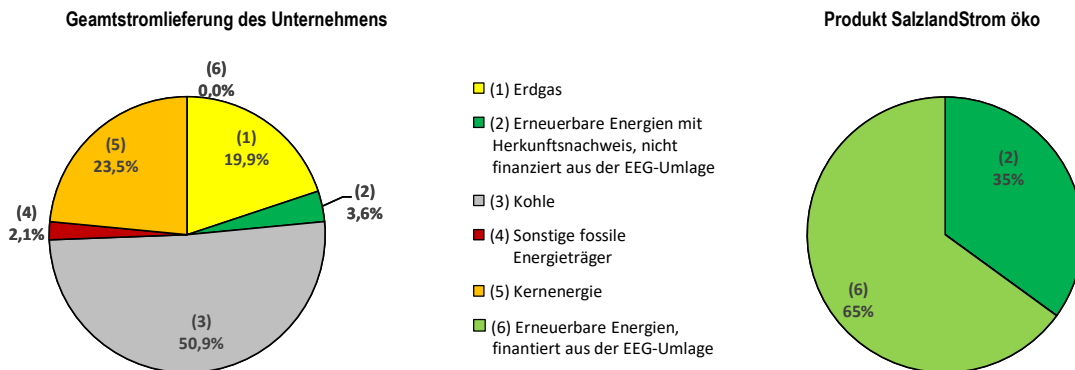 Geamtstromlieferung des Unternehmens
(6)
0,0%
(1)
19,9%
(5)
23,5%
(2)
3,6%
(4)
2,1%
(3)
50,9%
(1) Erdgas
(2) Erneuerbare Energien mit
Herkunftsnachweis, nicht
finanziert aus der EEG-Umlage
(3) Kohle
(4) Sonstige fossile
Energieträger
(5) Kernenergie
(6) Erneuerbare Energien,
finantiert aus der EEG-Umlage
Produkt SalzlandStrom öko
(2)
35%
(6)
65%